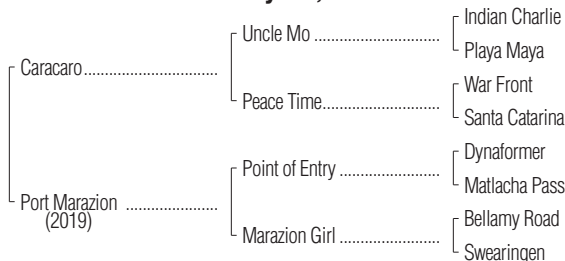 Indian Charlie
Uncle Mo
Playa Maya
Caracaro
War Front
Peace Time
Santa Catarina
Dynaformer
Point of Entry
Matlacha Pass
Port Marazion
(2019)
Bellamy Road
Marazion Girl
Swearingen